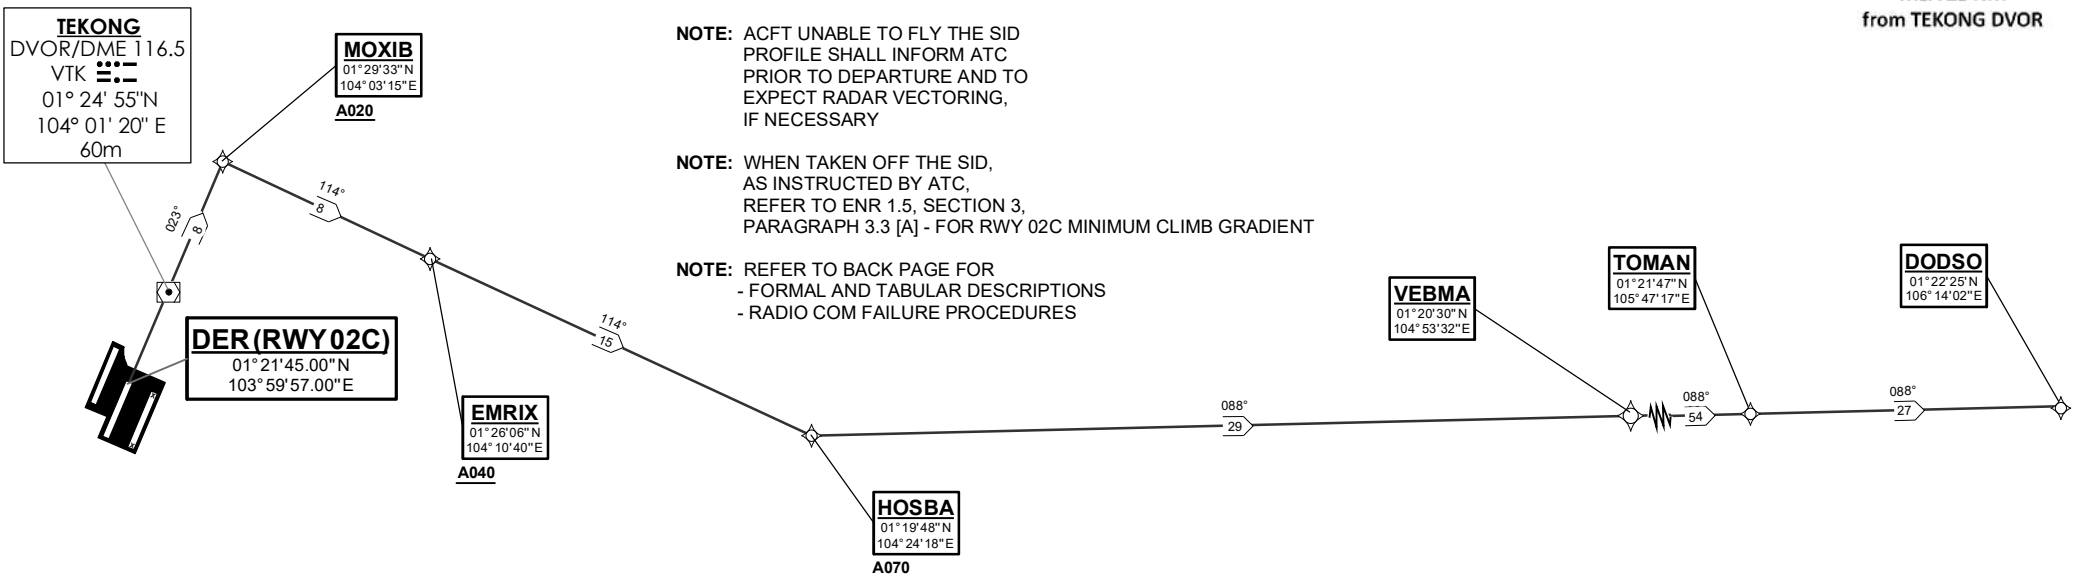 TEKONG
DVOR/DME 116.5
VTK
01° 24' 55"N
104° 01' 20" E
60m
MOXIB
01°29'33"N
104°03'15"E
A020
NOTE: ACFT UNABLE TO FLY THE SID
PROFILE SHALL INFORM ATC
PRIOR TO DEPARTURE AND TO
EXPECT RADAR VECTORING,
IF NECESSARY
NOTE: WHEN TAKEN OFF THE SID,
AS INSTRUCTED BY ATC,
REFER TO ENR 1.5, SECTION 3,
PARAGRAPH 3.3 [A] - FOR RWY 02C MINIMUM CLIMB GRADIENT
NOTE: REFER TO BACK PAGE FOR
- FORMAL AND TABULAR DESCRIPTIONS
- RADIO COM FAILURE PROCEDURES
from TEKONG DVOR
023°
8
114°
8
114°
15
DER (RWY 02C)
01°21'45.00"N
103°59'57.00"E
EMRIX
01°26'06"N
104°10'40"E
A040
HOSBA
01°19'48"N
104°24'18"E
A070
088°
29
VEBMA
01°20'30"N
104°53'32"E
088°
54
TOMAN
01°21'47"N
105°47'17"E
088°
27
DODSO
01°22'25"N
106°14'02"E